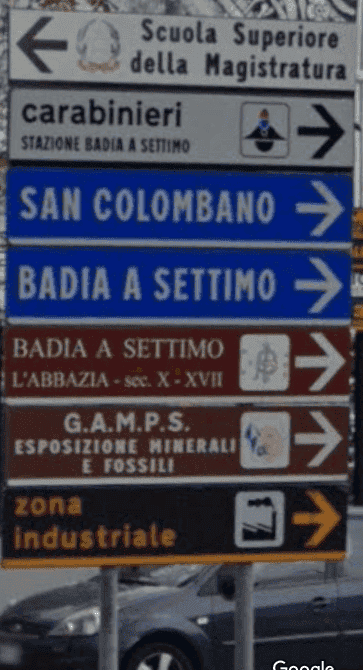 Scuola Superiore
della Magistratura
carabinieri
STAZIONE BADIA A SETTIMO
SAN COLOMBANO
BADIA A SETTIMO
BADIA A SETTIMO
L'ABBAZIA - sec. X - XVII
G.A.M.P.S.
ESPOSIZIONE MINERALI
E FOSSILI
zona
industriale
Google